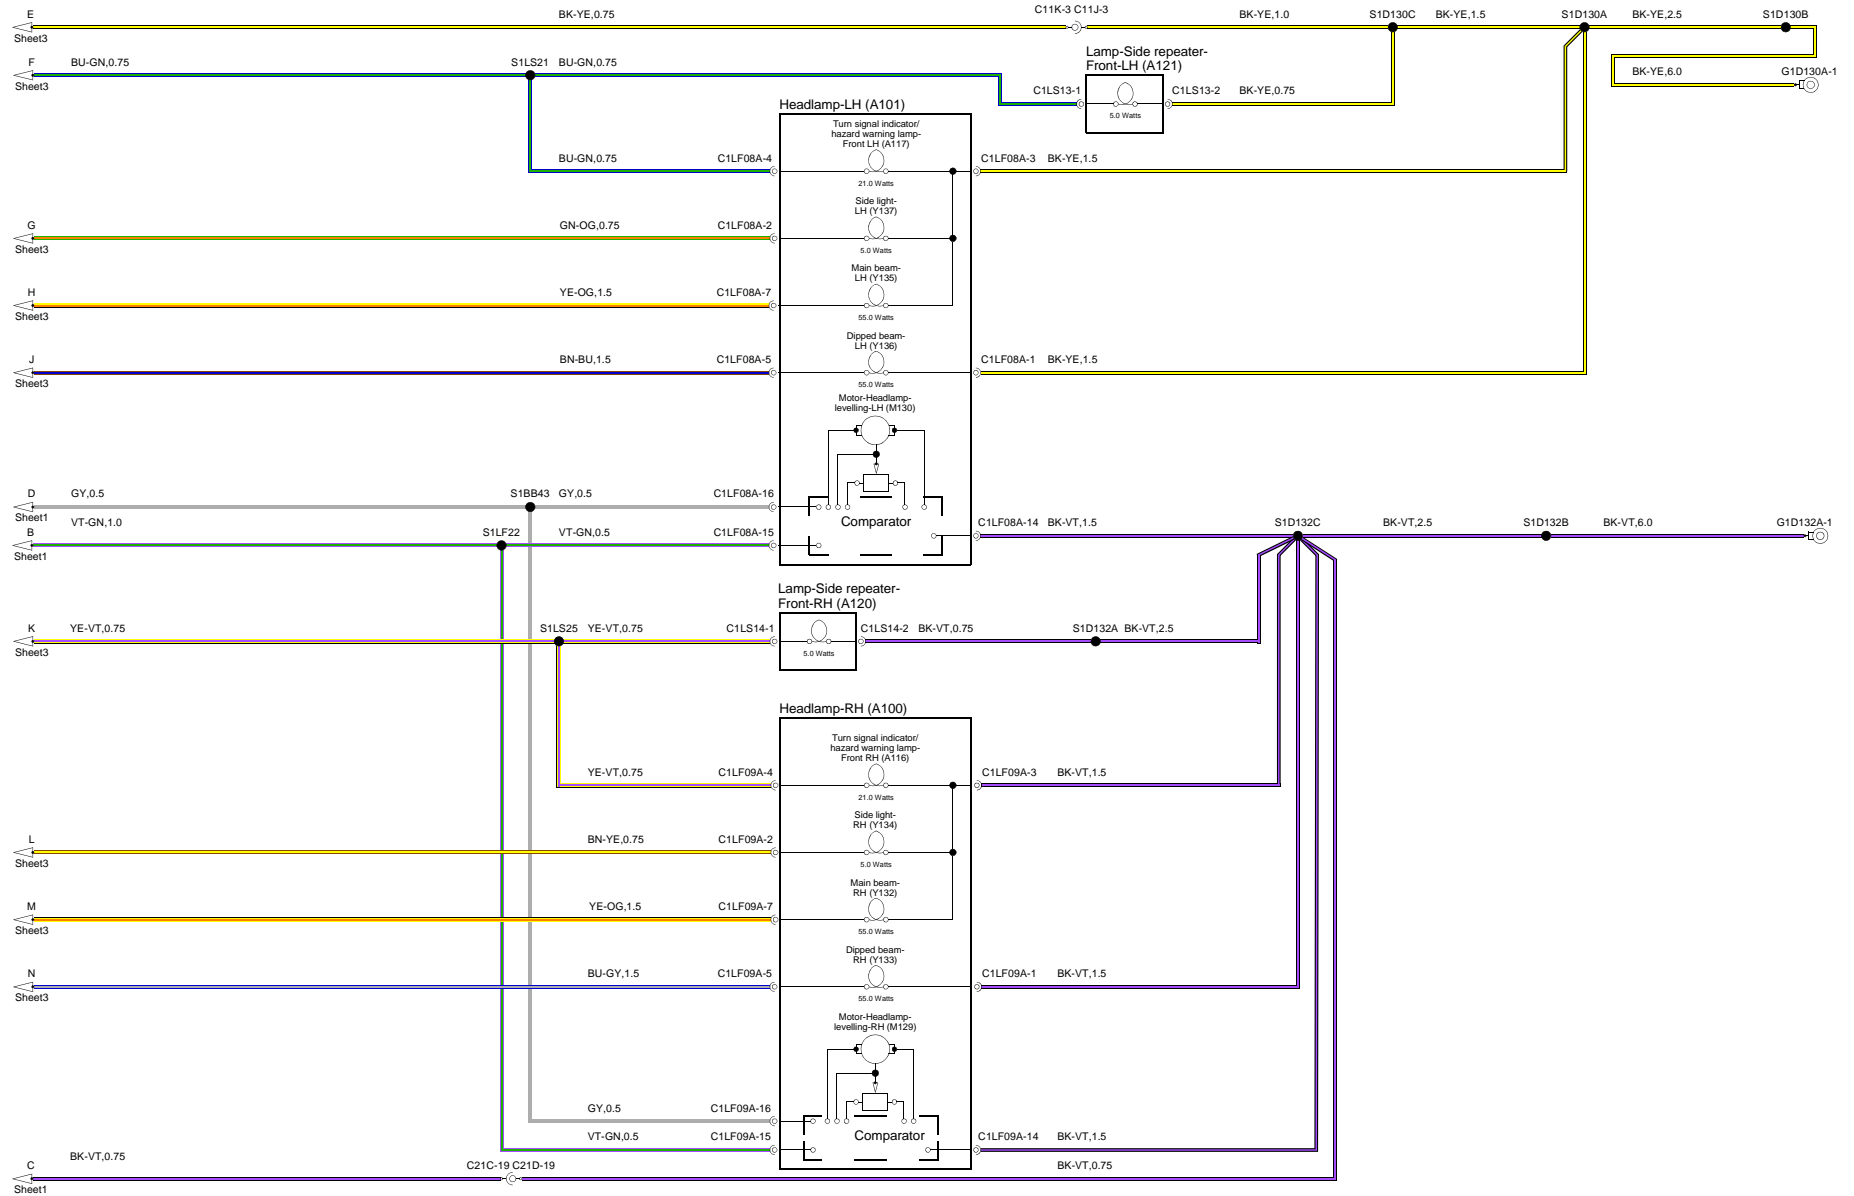 E
BK-YE,0.75
C11K-3 C11J-3
BK-YE,1.0
S1D130C
BK-YE,1.5
S1D130A
BK-YE,2.5
S1D130B
Sheet3
Lamp-Side repeater-
Front-LH (A121)
F
BU-GN,0.75
S1LS21
BU-GN,0.75
BK-YE,6.0
G1D130A-1
Sheet3
C1LS13-1
C1LS13-2
BK-YE,0.75
5.0 Watts
Headlamp-LH (A101)
Turn signal indicator/
hazard warning lamp-
Front LH (A117)
BU-GN,0.75
C1LF08A-4
C1LF08A-3
BK-YE,1.5
21.0 Watts
Side light-
LH (Y137)
G
GN-OG,0.75
C1LF08A-2
Sheet3
5.0 Watts
Main beam-
LH (Y135)
H
YE-OG,1.5
C1LF08A-7
Sheet3
55.0 Watts
Dipped beam-
LH (Y136)
J
BN-BU,1.5
C1LF08A-5
C1LF08A-1
BK-YE,1.5
Sheet3
55.0 Watts
Motor-Headlamp-
levelling-LH (M130)
D
GY,0.5
S1BB43
GY,0.5
C1LF08A-16
Sheet1
Comparator
VT-GN,1.0
B
S1LF22
VT-GN,0.5
C1LF08A-15
Sheet1
C1LF08A-14
BK-VT,1.5
S1D132C
BK-VT,2.5
S1D132B
BK-VT,6.0
G1D132A-1
Lamp-Side repeater-
Front-RH (A120)
K
YE-VT,0.75
S1LS25
YE-VT,0.75
C1LS14-1
C1LS14-2
BK-VT,0.75
S1D132A
BK-VT,2.5
Sheet3
5.0 Watts
Headlamp-RH (A100)
Turn signal indicator/
hazard warning lamp-
Front RH (A116)
YE-VT,0.75
C1LF09A-4
C1LF09A-3
BK-VT,1.5
21.0 Watts
Side light-
RH (Y134)
L
BN-YE,0.75
C1LF09A-2
Sheet3
5.0 Watts
Main beam-
RH (Y132)
M
YE-OG,1.5
C1LF09A-7
Sheet3
55.0 Watts
Dipped beam-
RH (Y133)
N
BU-GY,1.5
C1LF09A-5
C1LF09A-1
BK-VT,1.5
Sheet3
55.0 Watts
Motor-Headlamp-
levelling-RH (M129)
GY,0.5
C1LF09A-16
Comparator
VT-GN,0.5
C1LF09A-15
C1LF09A-14
BK-VT,1.5
BK-VT,0.75
C
C21C-19 C21D-19
BK-VT,0.75
Sheet1